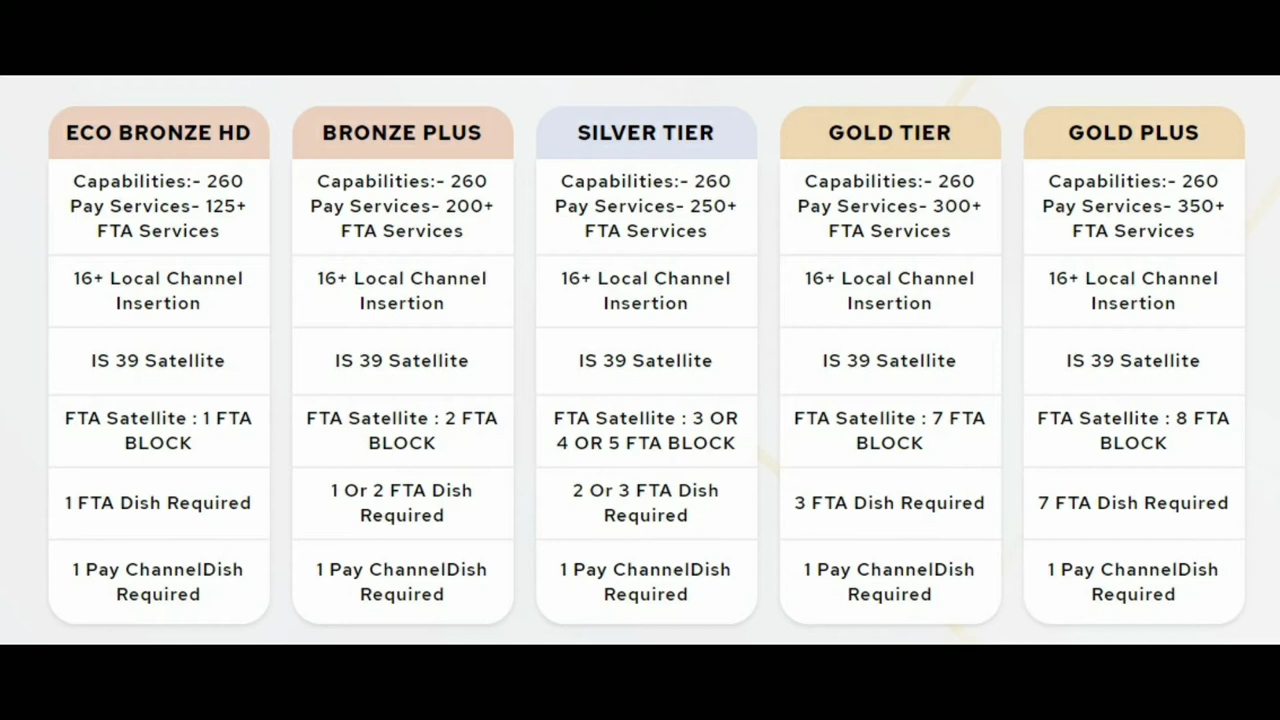 ECO BRONZE HD
Capabilities:- 260
Pay Services- 125+
FTA Services
16+ Local Channel
Insertion
IS 39 Satellite
FTA Satellite : 1 FTA
BLOCK
1 FTA Dish Required
1 Pay ChannelDish
Required
BRONZE PLUS
Capabilities:- 260
Pay Services- 200+
FTA Services
16+ Local Channel
Insertion
IS 39 Satellite
FTA Satellite : 2 FTA
BLOCK
1 Or 2 FTA Dish
Required
1 Pay ChannelDish
Required
SILVER TIER
Capabilities:- 260
Pay Services- 250+
FTA Services
16+ Local Channel
Insertion
IS 39 Satellite
FTA Satellite : 3 OR
4 OR 5 FTA BLOCK
2 Or 3 FTA Dish
Required
1 Pay ChannelDish
Required
GOLD TIER
Capabilities:- 260
Pay Services- 300+
FTA Services
16+ Local Channel
Insertion
IS 39 Satellite
FTA Satellite : 7 FTA
BLOCK
3 FTA Dish Required
1 Pay ChannelDish
Required
GOLD PLUS
Capabilities:- 260
Pay Services- 350+
FTA Services
16+ Local Channel
Insertion
IS 39 Satellite
FTA Satellite : 8 FTA
BLOCK
7 FTA Dish Required
1 Pay ChannelDish
Required